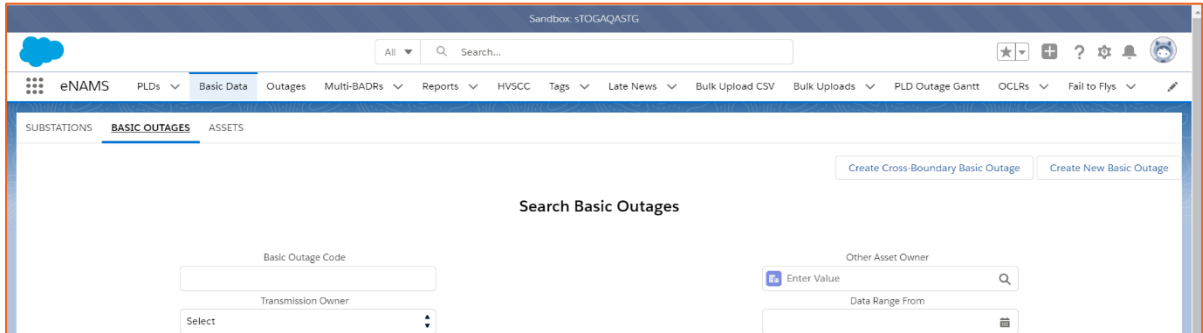 Sandbox: sTOGAQASTG
All Search...
eNAMS PLDs Basic Data Outages Multi-BADRs Reports HVSCC Tags Late News Bulk Upload CSV Bulk Uploads PLD Outage Gantt OCLRs Fail to Flys
SUBSTATIONS BASIC OUTAGES ASSETS
Create Cross-Boundary Basic Outage Create New Basic Outage
Search Basic Outages
Basic Outage Code Other Asset Owner
Enter Value
Transmission Owner Data Range From
Select